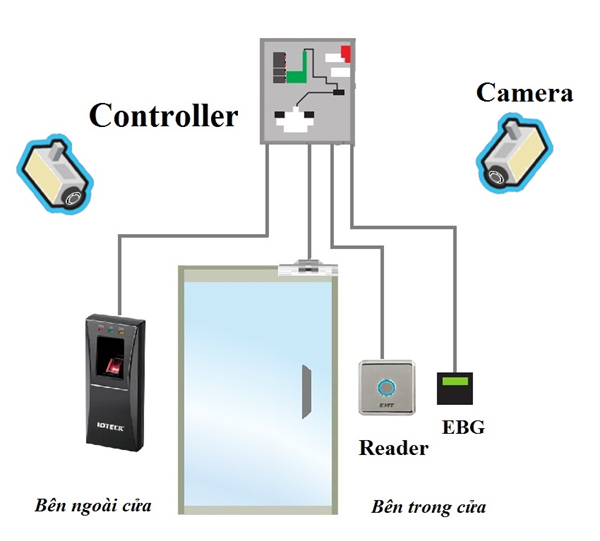 Controller
Camera
IDTECK
EXIT
Reader
EBG
Bên ngoài cửa
Bên trong cửa